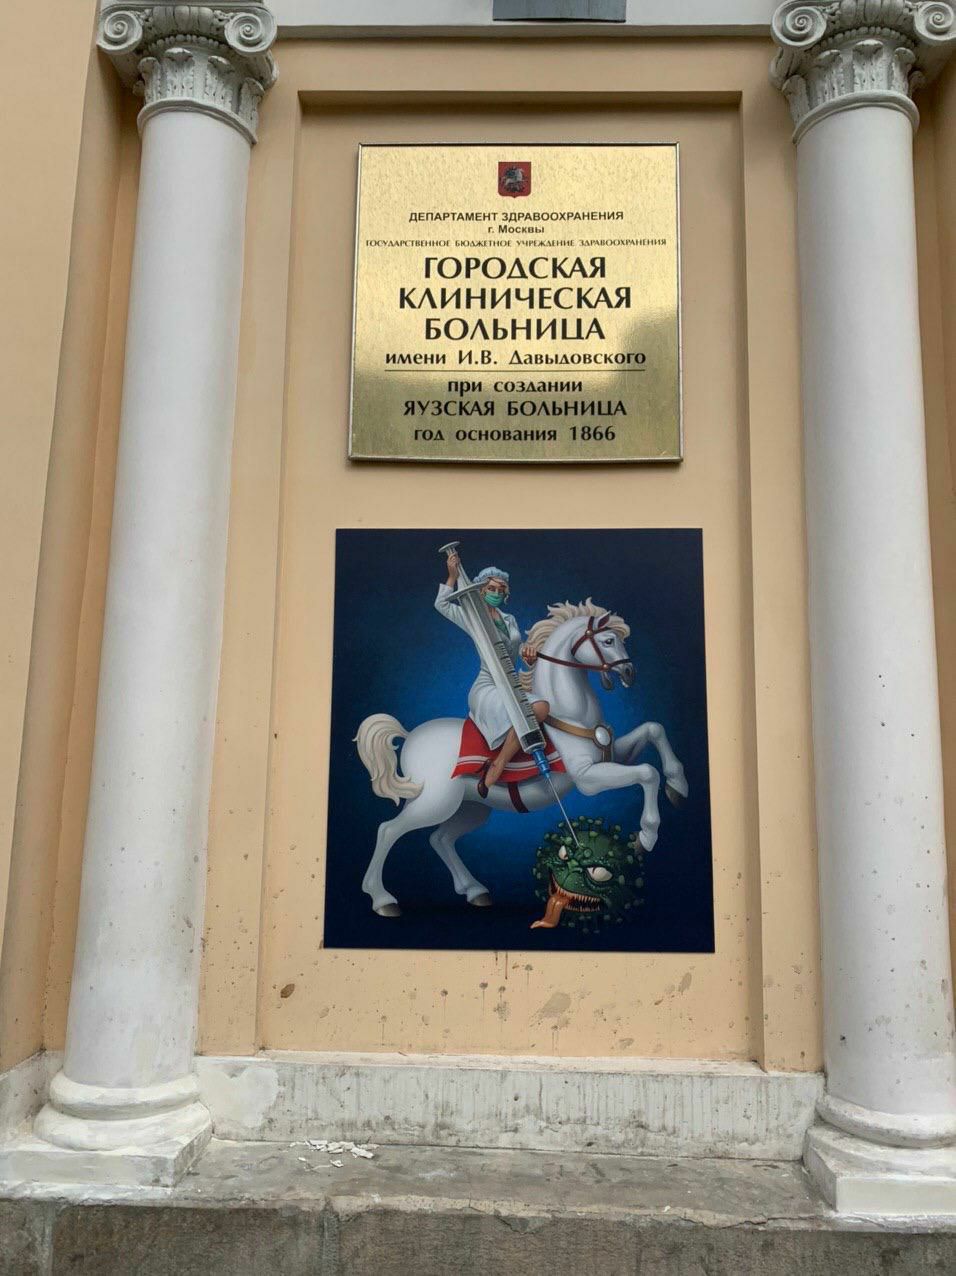 ДЕПАРТАМЕНТ ЗДРАВООХРАНЕНИЯ
г. Москвы
ГОСУДАРСТВЕННОЕ БЮДЖЕТНОЕ УЧРЕЖДЕНИЕ ЗДРАВООХРАНЕНИЯ
ГОРОДСКАЯ
КЛИНИЧЕСКАЯ
БОЛЬНИЦА
имени И.В. Давыдовского
при создании
ЯУЗСКАЯ БОЛЬНИЦА
год основания 1866